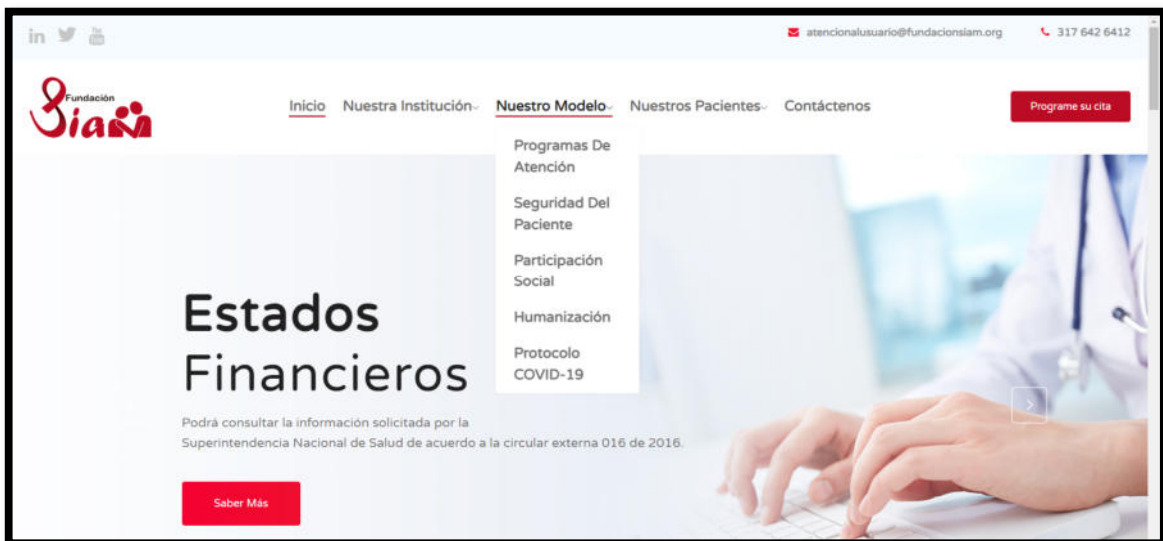 in
You
atencionalusuario@fundacionsiam.org
317 642 6412
Fundación
Siam
Inicio
Nuestra Institución
Nuestro Modelo
Nuestros Pacientes
Contáctenos
Programe su cita
Programas De
Atención
Seguridad Del
Paciente
Participación
Social
Humanización
Protocolo
COVID-19
Estados
Financieros
Podrá consultar la información solicitada por la
Superintendencia Nacional de Salud de acuerdo a la circular externa 016 de 2016.
Saber Más